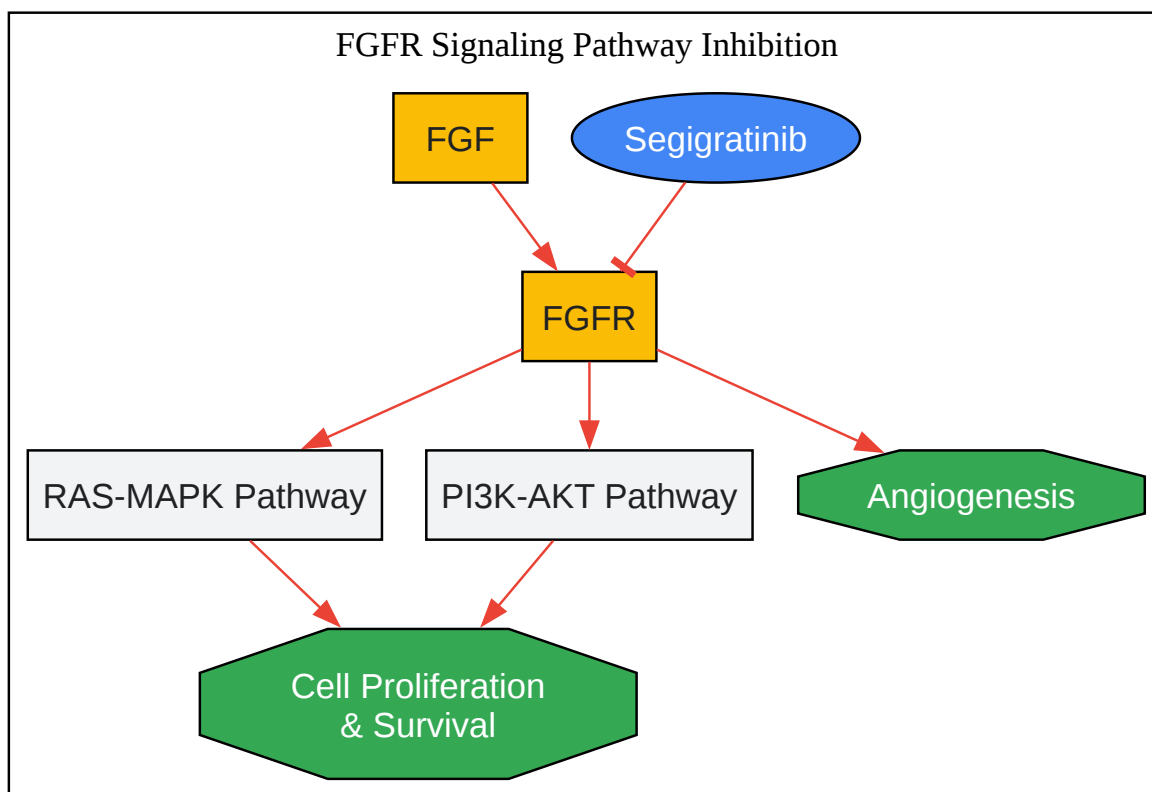 FGFR Signaling Pathway Inhibition
FGF
Segigratinib
FGFR
RAS-MAPK Pathway
PI3K-AKT Pathway
Angiogenesis
Cell Proliferation
& Survival